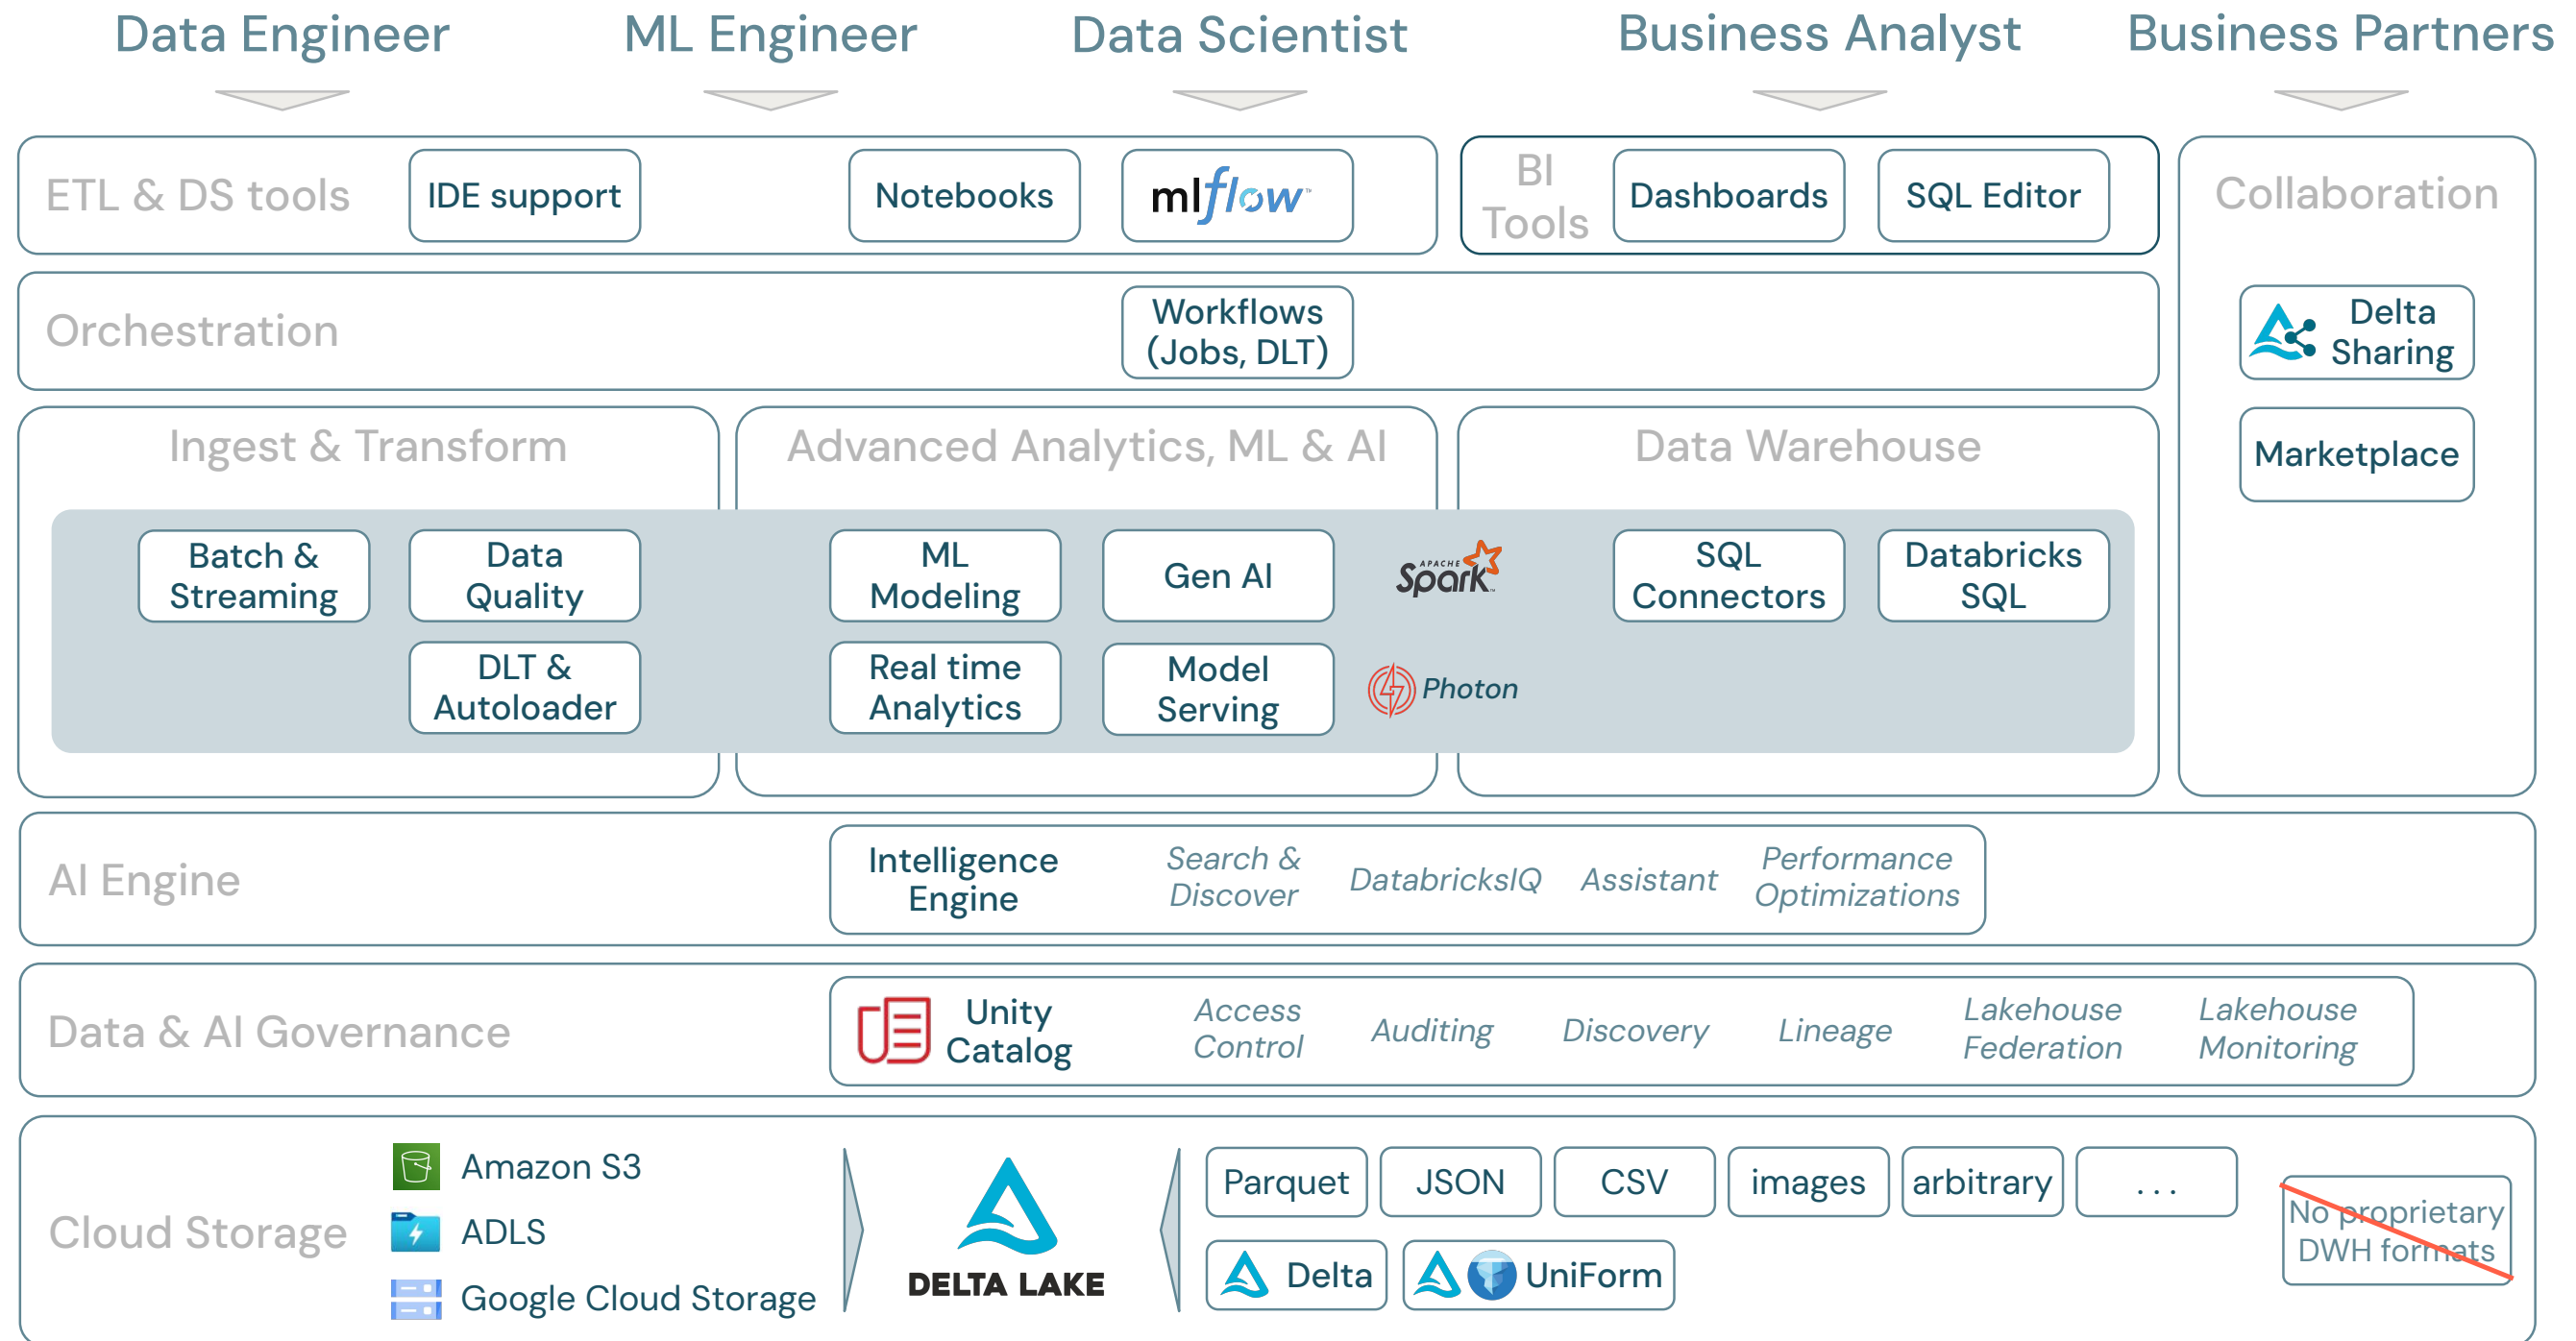 Data Engineer
ML Engineer
Data Scientist
Business Analyst
Business Partners
ETL & DS tools
IDE support
Notebooks
mlflow™
BI
Tools
Dashboards
SQL Editor
Collaboration
Orchestration
Workflows
(Jobs, DLT)
Delta
Sharing
Marketplace
Ingest & Transform
Advanced Analytics, ML & AI
Data Warehouse
Batch &
Streaming
Data
Quality
DLT &
Autoloader
ML
Modeling
Gen AI
Real time
Analytics
Model
Serving
APACHE
Spark™
Photon
SQL
Connectors
Databricks
SQL
AI Engine
Intelligence
Engine
Search &
Discover
DatabricksIQ
Assistant
Performance
Optimizations
Data & AI Governance
Unity
Catalog
Access
Control
Auditing
Discovery
Lineage
Lakehouse
Federation
Lakehouse
Monitoring
Cloud Storage
Amazon S3
ADLS
Google Cloud Storage
DELTA LAKE
Parquet
JSON
CSV
images
arbitrary
...
Delta
UniForm
No proprietary
DWH formats